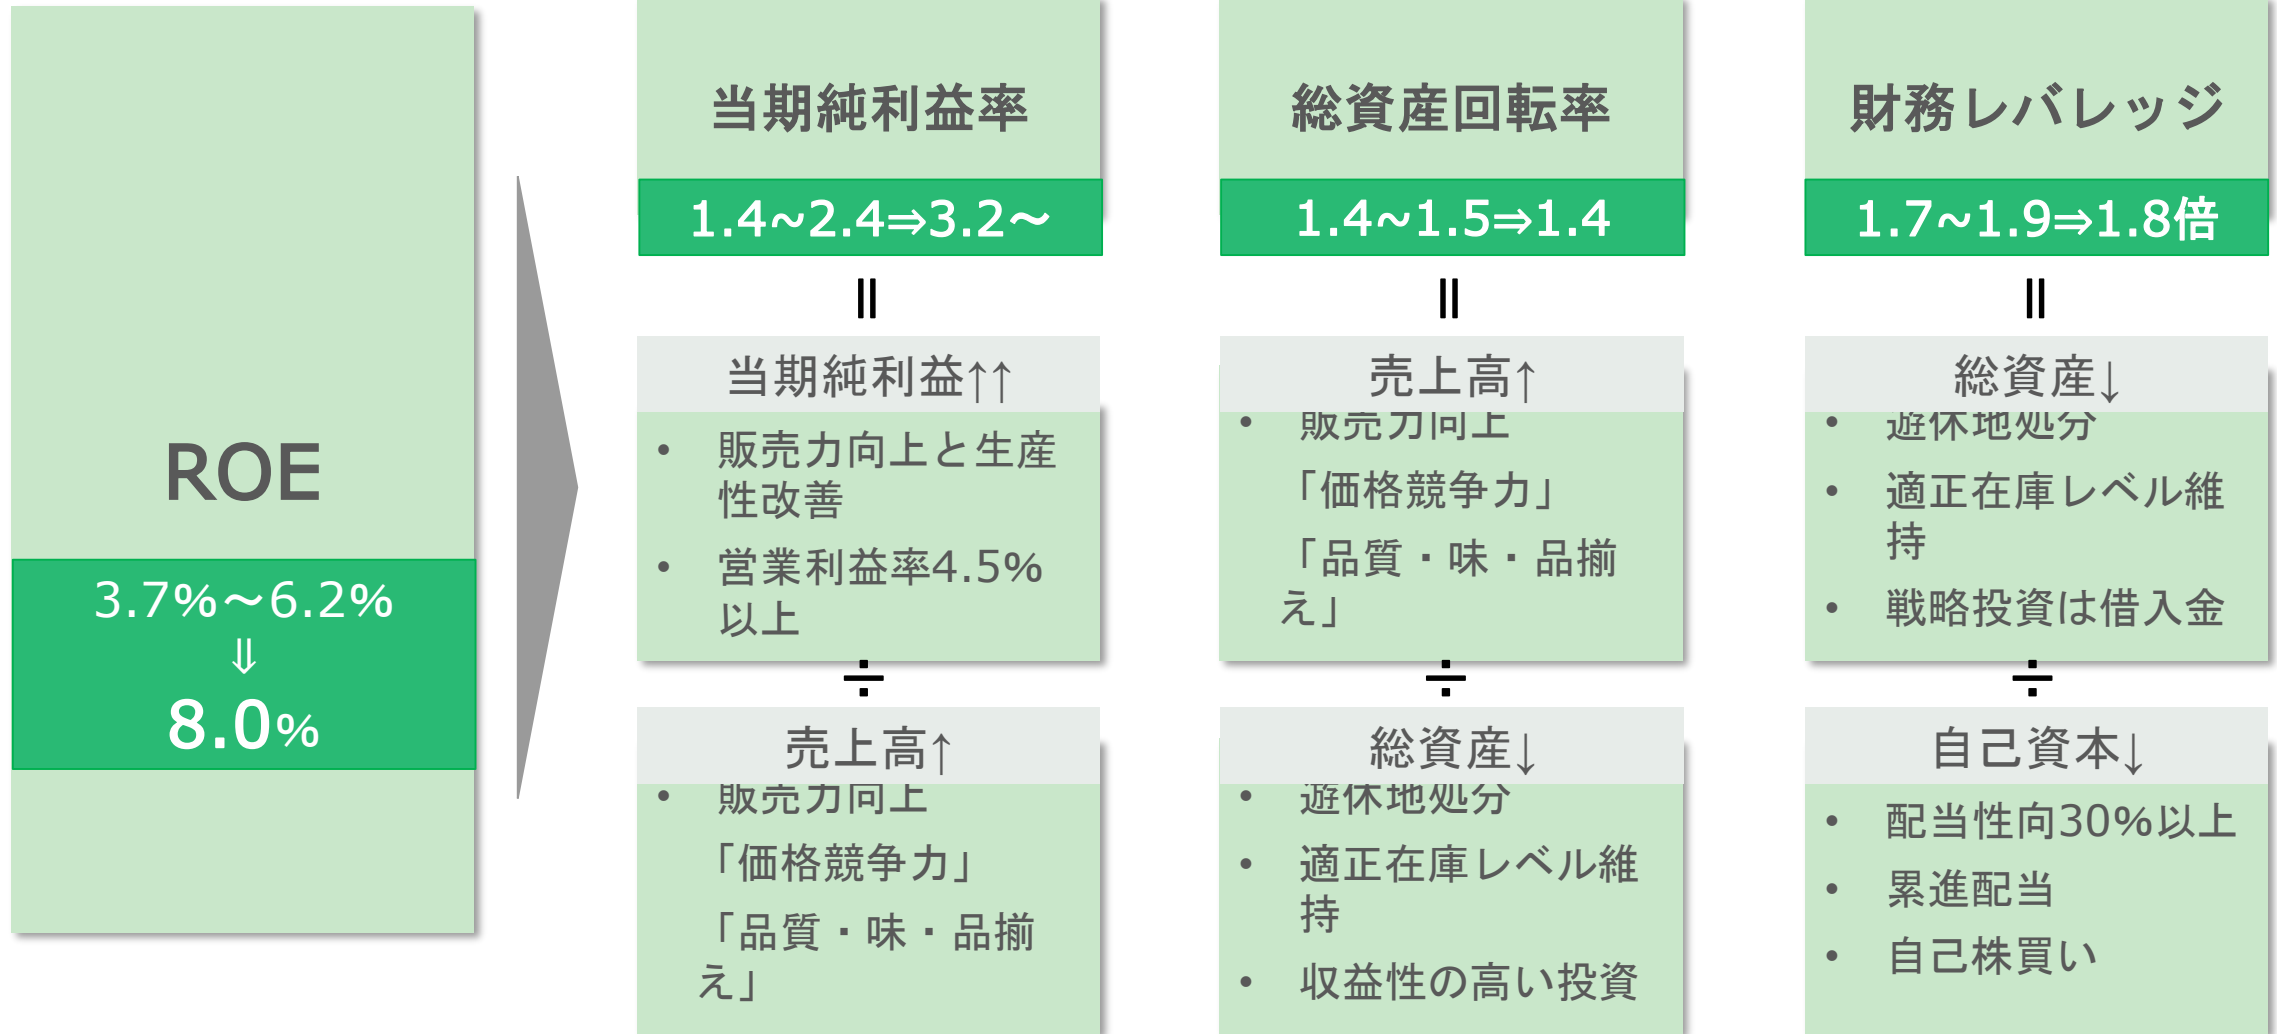 ROE
3.7%～6.2%
⇓
8.0%
当期純利益率
1.4~2.4⇒3.2～
=
当期純利益↑↑
• 販売力向上と生産
性改善
• 営業利益率4.5%
以上
÷
売上高↑
• 販売力向上
「価格競争力」
「品質・味・品揃
え」
総資産回転率
1.4~1.5⇒1.4
=
売上高↑
• 販売力向上
「価格競争力」
「品質・味・品揃
え」
÷
総資産↓
• 遊休地処分
• 適正在庫レベル維
持
• 収益性の高い投資
財務レバレッジ
1.7~1.9⇒1.8倍
=
総資産↓
• 遊休地処分
• 適正在庫レベル維
持
• 戦略投資は借入金
÷
自己資本↓
• 配当性向30%以上
• 累進配当
• 自己株買い